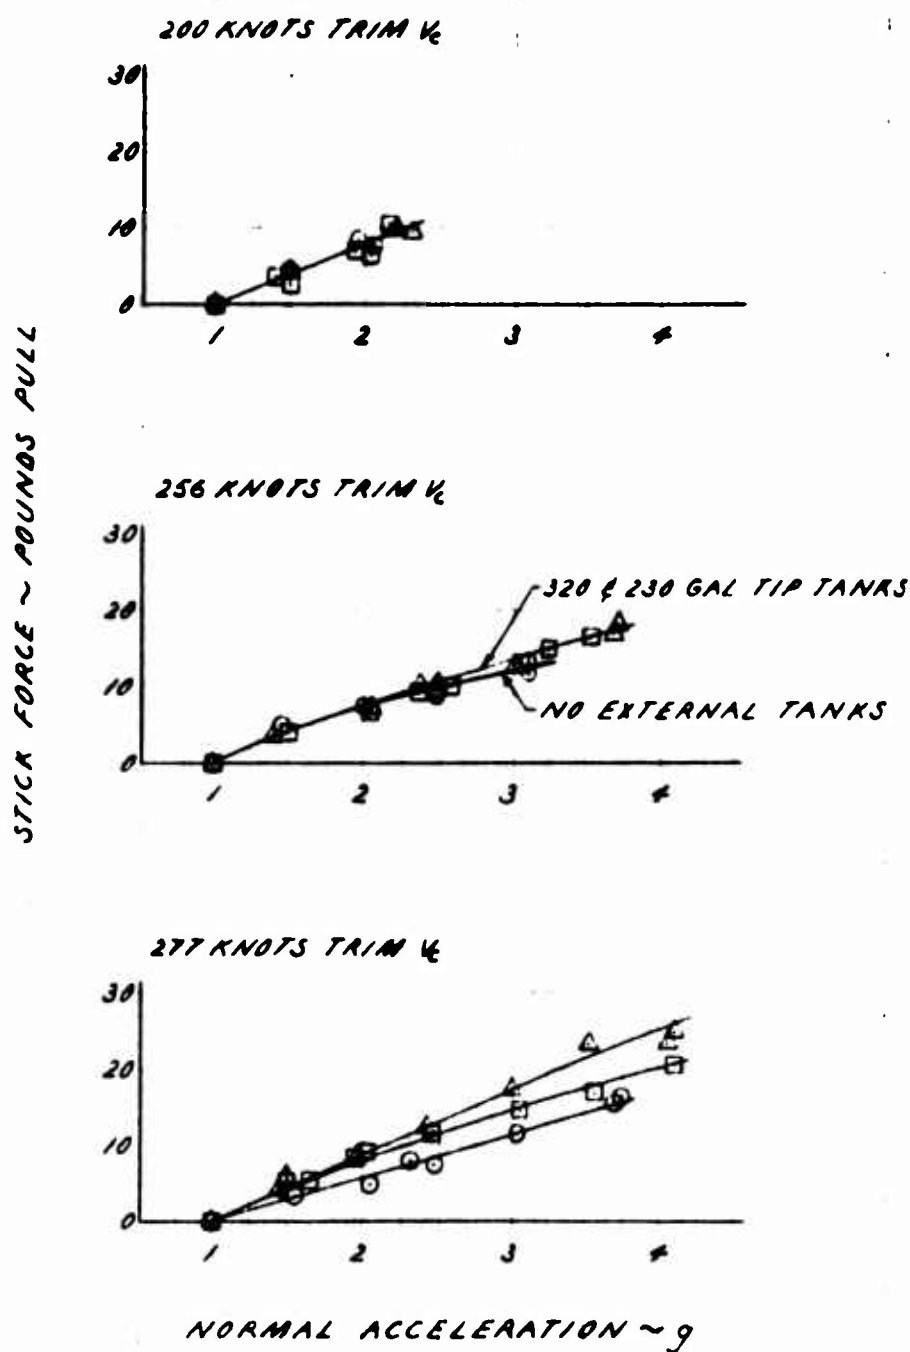 200 KNOTS TRIM Vc
30
20
10
0
1 2 3 4
STICK FORCE ~ POUNDS PULL
256 KNOTS TRIM Vc
30
20
10
0
320 & 230 GAL TIP TANKS
NO EXTERNAL TANKS
1 2 3 4
277 KNOTS TRIM Vc
30
20
10
0
1 2 3 4
NORMAL ACCELERATION ~ g